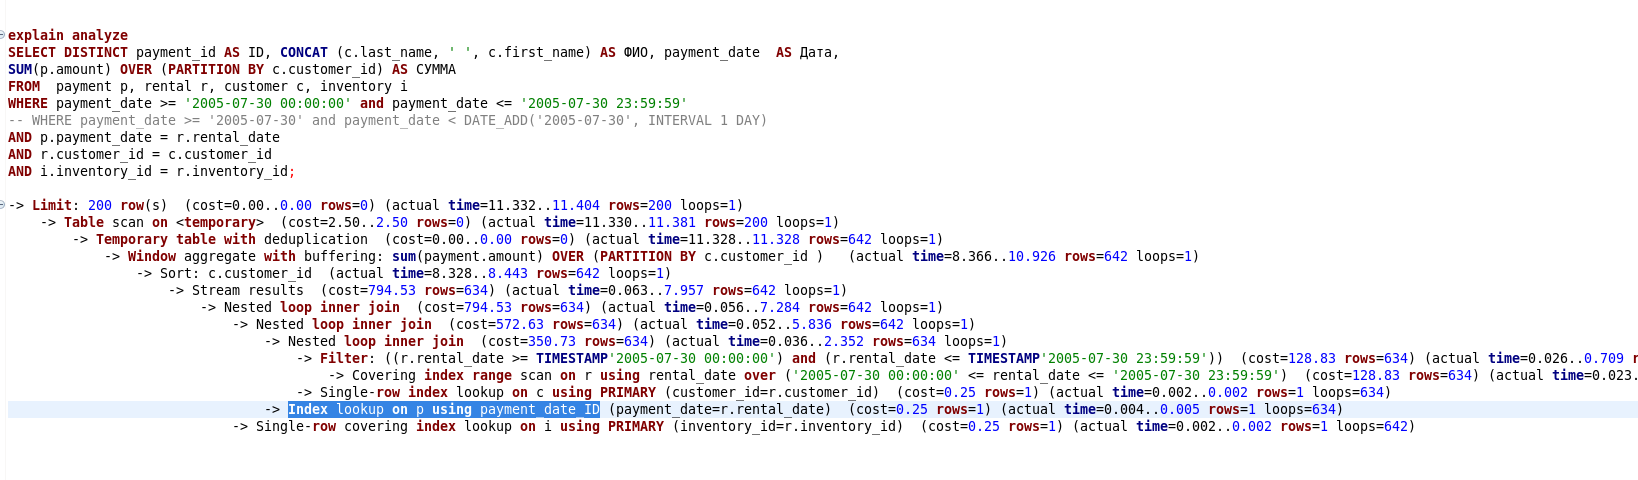 explain analyze
SELECT DISTINCT payment_id AS ID, CONCAT (c.last_name, ' ', c.first_name) AS ФИО, payment_date  AS Дата,
SUM(p.amount) OVER (PARTITION BY c.customer_id) AS СУММА
FROM  payment p, rental r, customer c, inventory i
WHERE payment_date >= '2005-07-30 00:00:00' and payment_date <= '2005-07-30 23:59:59'
-- WHERE payment_date >= '2005-07-30' and payment_date < DATE_ADD('2005-07-30', INTERVAL 1 DAY)
AND p.payment_date = r.rental_date
AND r.customer_id = c.customer_id
AND i.inventory_id = r.inventory_id;
-> Limit: 200 row(s)  (cost=0.00..0.00 rows=0) (actual time=11.332..11.404 rows=200 loops=1)
-> Table scan on <temporary>  (cost=2.50..2.50 rows=0) (actual time=11.330..11.381 rows=200 loops=1)
-> Temporary table with deduplication  (cost=0.00..0.00 rows=0) (actual time=11.328..11.328 rows=642 loops=1)
-> Window aggregate with buffering: sum(payment.amount) OVER (PARTITION BY c.customer_id )   (actual time=8.366..10.926 rows=642 loops=1)
-> Sort: c.customer_id  (actual time=8.328..8.443 rows=642 loops=1)
-> Stream results  (cost=794.53 rows=634) (actual time=0.063..7.957 rows=642 loops=1)
-> Nested loop inner join  (cost=794.53 rows=634) (actual time=0.056..7.284 rows=642 loops=1)
-> Nested loop inner join  (cost=572.63 rows=634) (actual time=0.052..5.836 rows=642 loops=1)
-> Nested loop inner join  (cost=350.73 rows=634) (actual time=0.036..2.352 rows=634 loops=1)
-> Filter: ((r.rental_date >= TIMESTAMP'2005-07-30 00:00:00') and (r.rental_date <= TIMESTAMP'2005-07-30 23:59:59'))  (cost=128.83 rows=634) (actual time=0.026..0.709 r
-> Covering index range scan on r using rental_date over ('2005-07-30 00:00:00' <= rental_date <= '2005-07-30 23:59:59')  (cost=128.83 rows=634) (actual time=0.023.
-> Single-row index lookup on c using PRIMARY (customer_id=r.customer_id)  (cost=0.25 rows=1) (actual time=0.002..0.002 rows=1 loops=634)
-> Index lookup on p using payment_date_ID (payment_date=r.rental_date)  (cost=0.25 rows=1) (actual time=0.004..0.005 rows=1 loops=634)
-> Single-row covering index lookup on i using PRIMARY (inventory_id=r.inventory_id)  (cost=0.25 rows=1) (actual time=0.002..0.002 rows=1 loops=642)